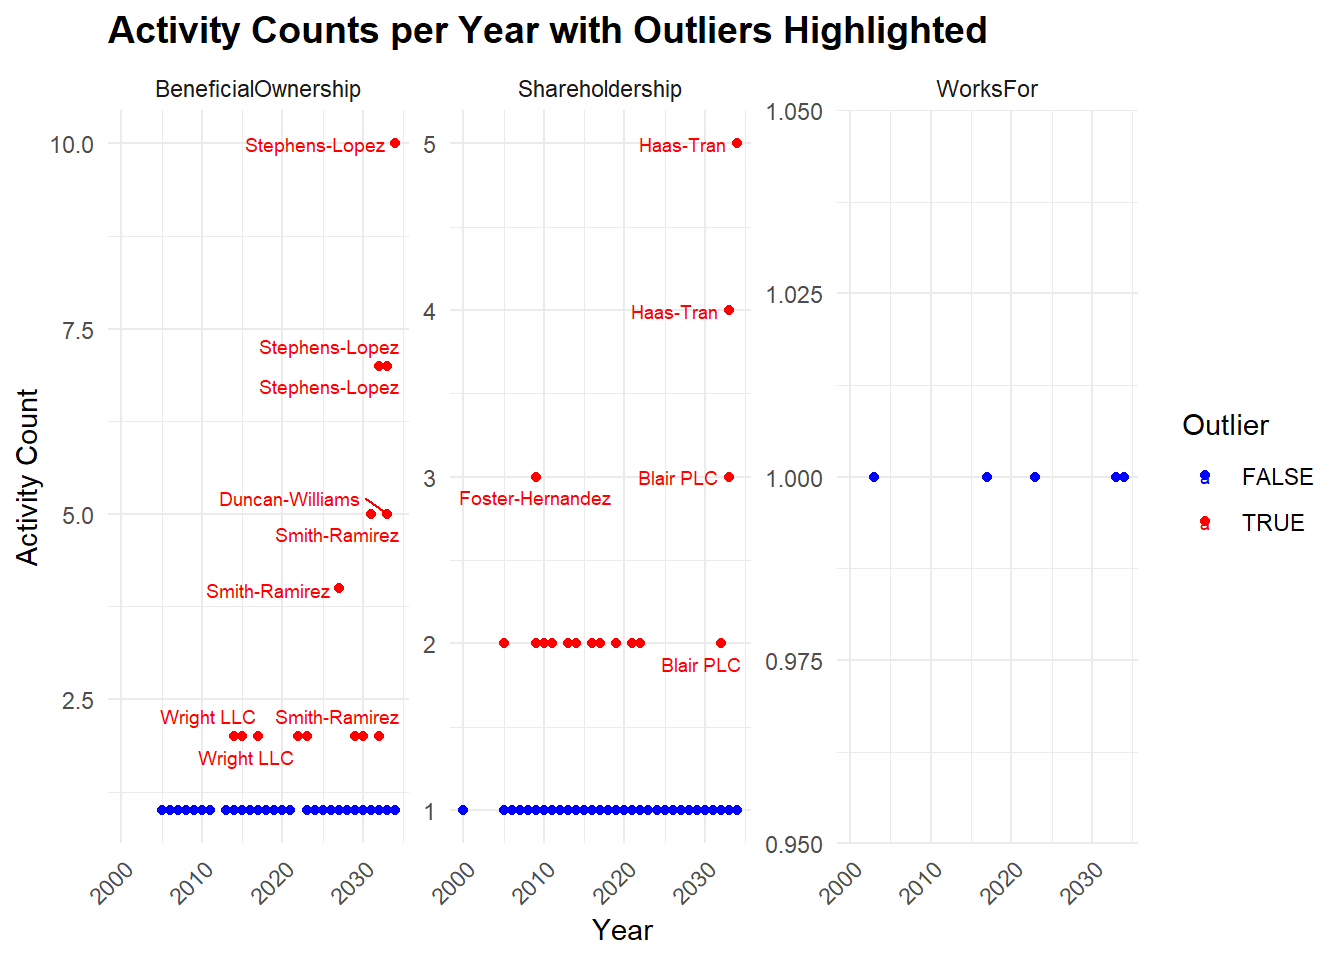 Activity Counts per Year with Outliers Highlighted
BeneficialOwnership
Shareholdership
WorksFor
Activity Count
10.0
7.5
5.0
2.5
Stephens-Lopez
Stephens-Lopez
Stephens-Lopez
Duncan-Williams
Smith-Ramirez
Smith-Ramirez
Wright LLC
Smith-Ramirez
Wright LLC
2000
2010
2020
2030
5
4
3
2
1
Haas-Tran
Haas-Tran
Blair PLC
Foster-Hernandez
Blair PLC
2000
2010
2020
2030
1.050
1.025
1.000
0.975
0.950
2000
2010
2020
2030
Year
Outlier
a FALSE
a TRUE